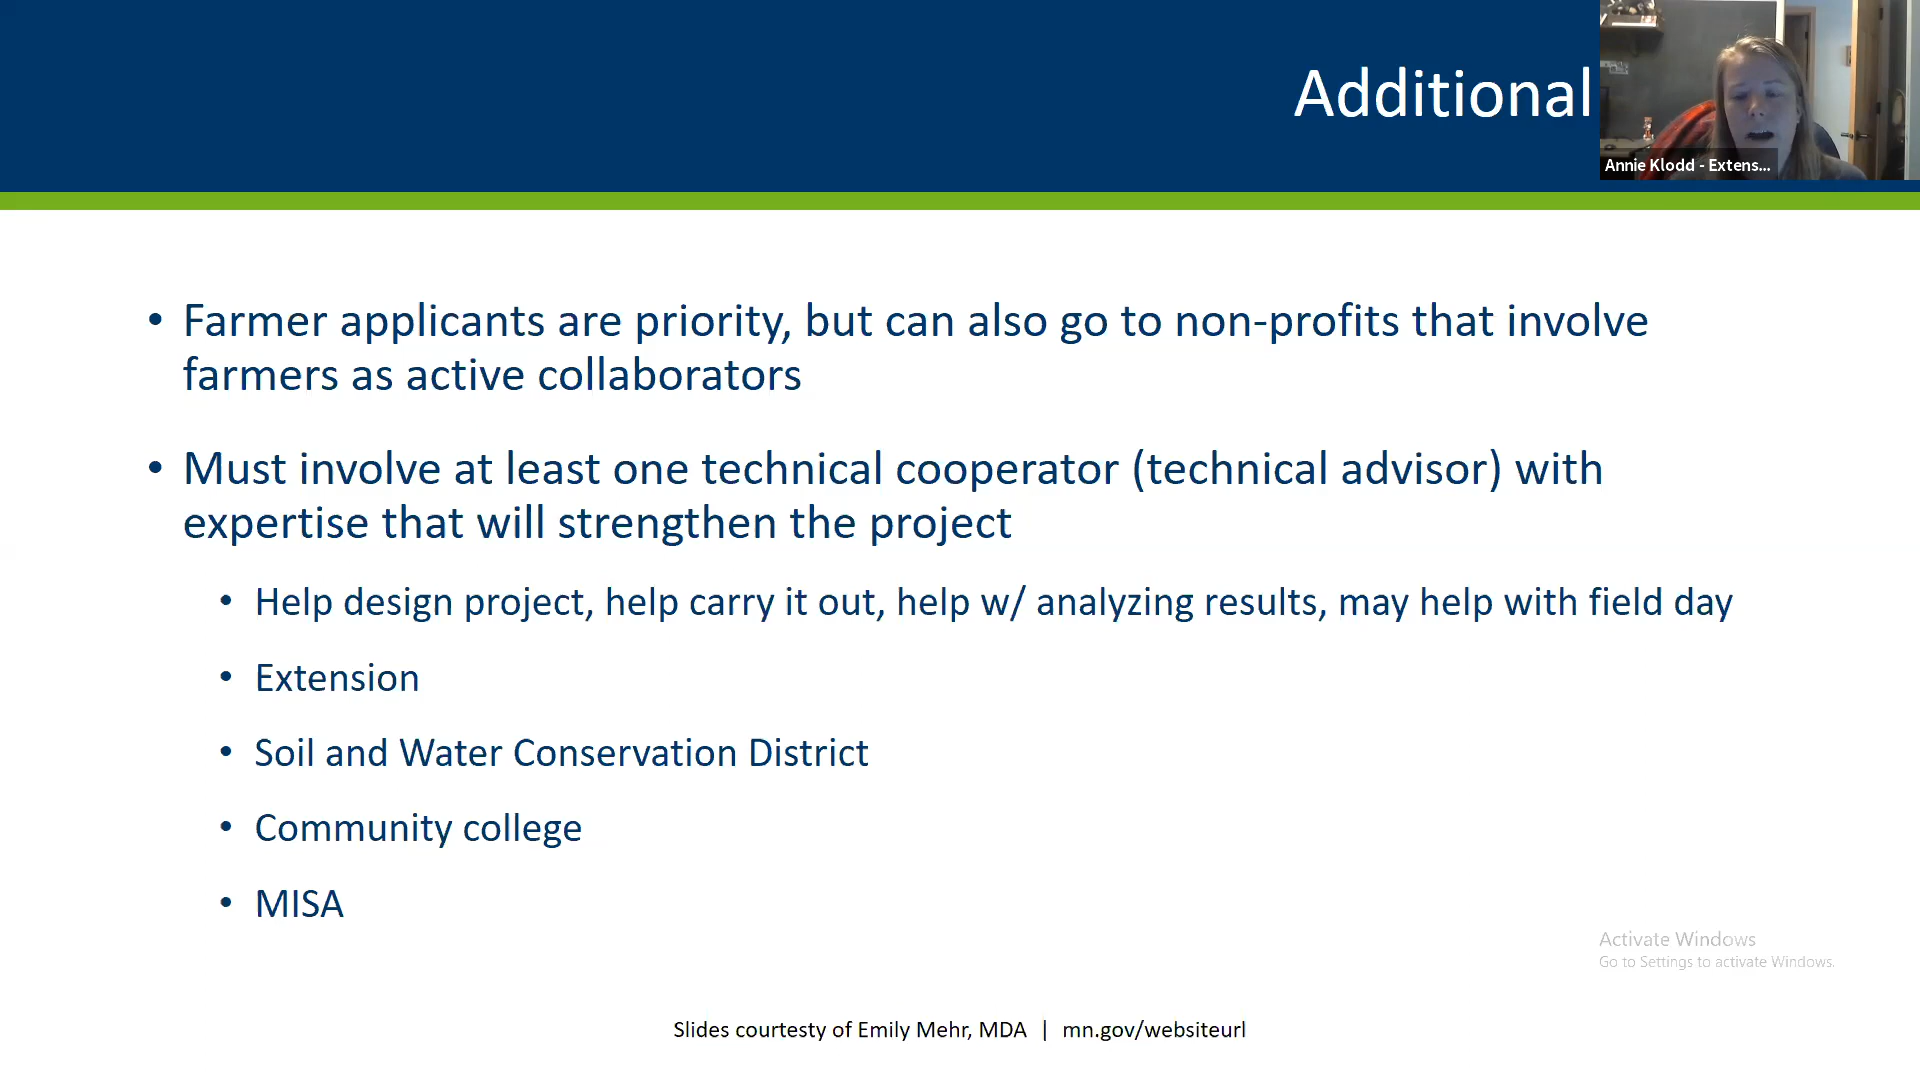 Additional
Annie Klodd - Extens...
• Farmer applicants are priority, but can also go to non-profits that involve
farmers as active collaborators
• Must involve at least one technical cooperator (technical advisor) with
expertise that will strengthen the project
• Help design project, help carry it out, help w/ analyzing results, may help with field day
• Extension
• Soil and Water Conservation District
• Community college
• MISA
Activate Windows
Go to Settings to activate Windows.
Slides courtesty of Emily Mehr, MDA | mn.gov/websiteurl